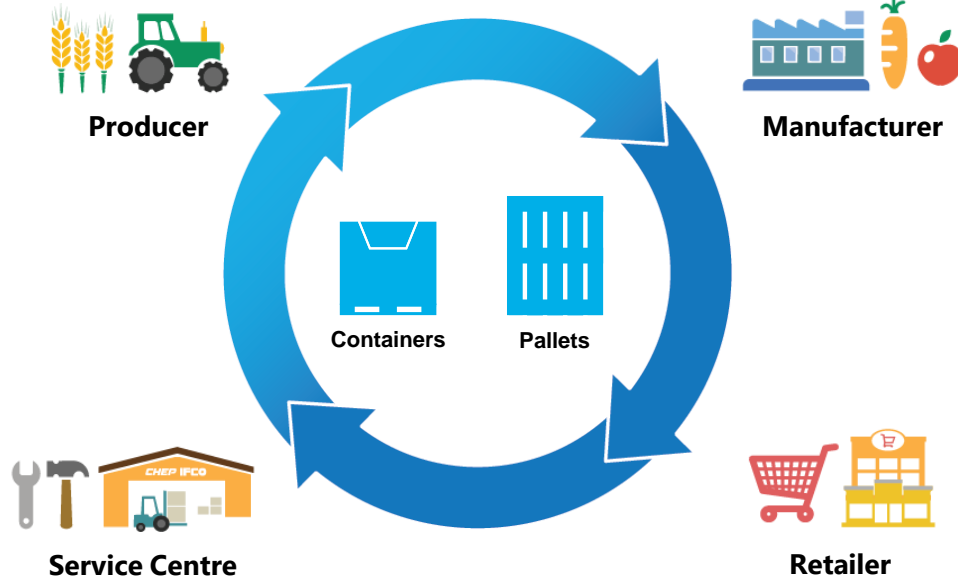 Producer
Manufacturer
Containers
Pallets
CHEP IFCO
Service Centre
Retailer